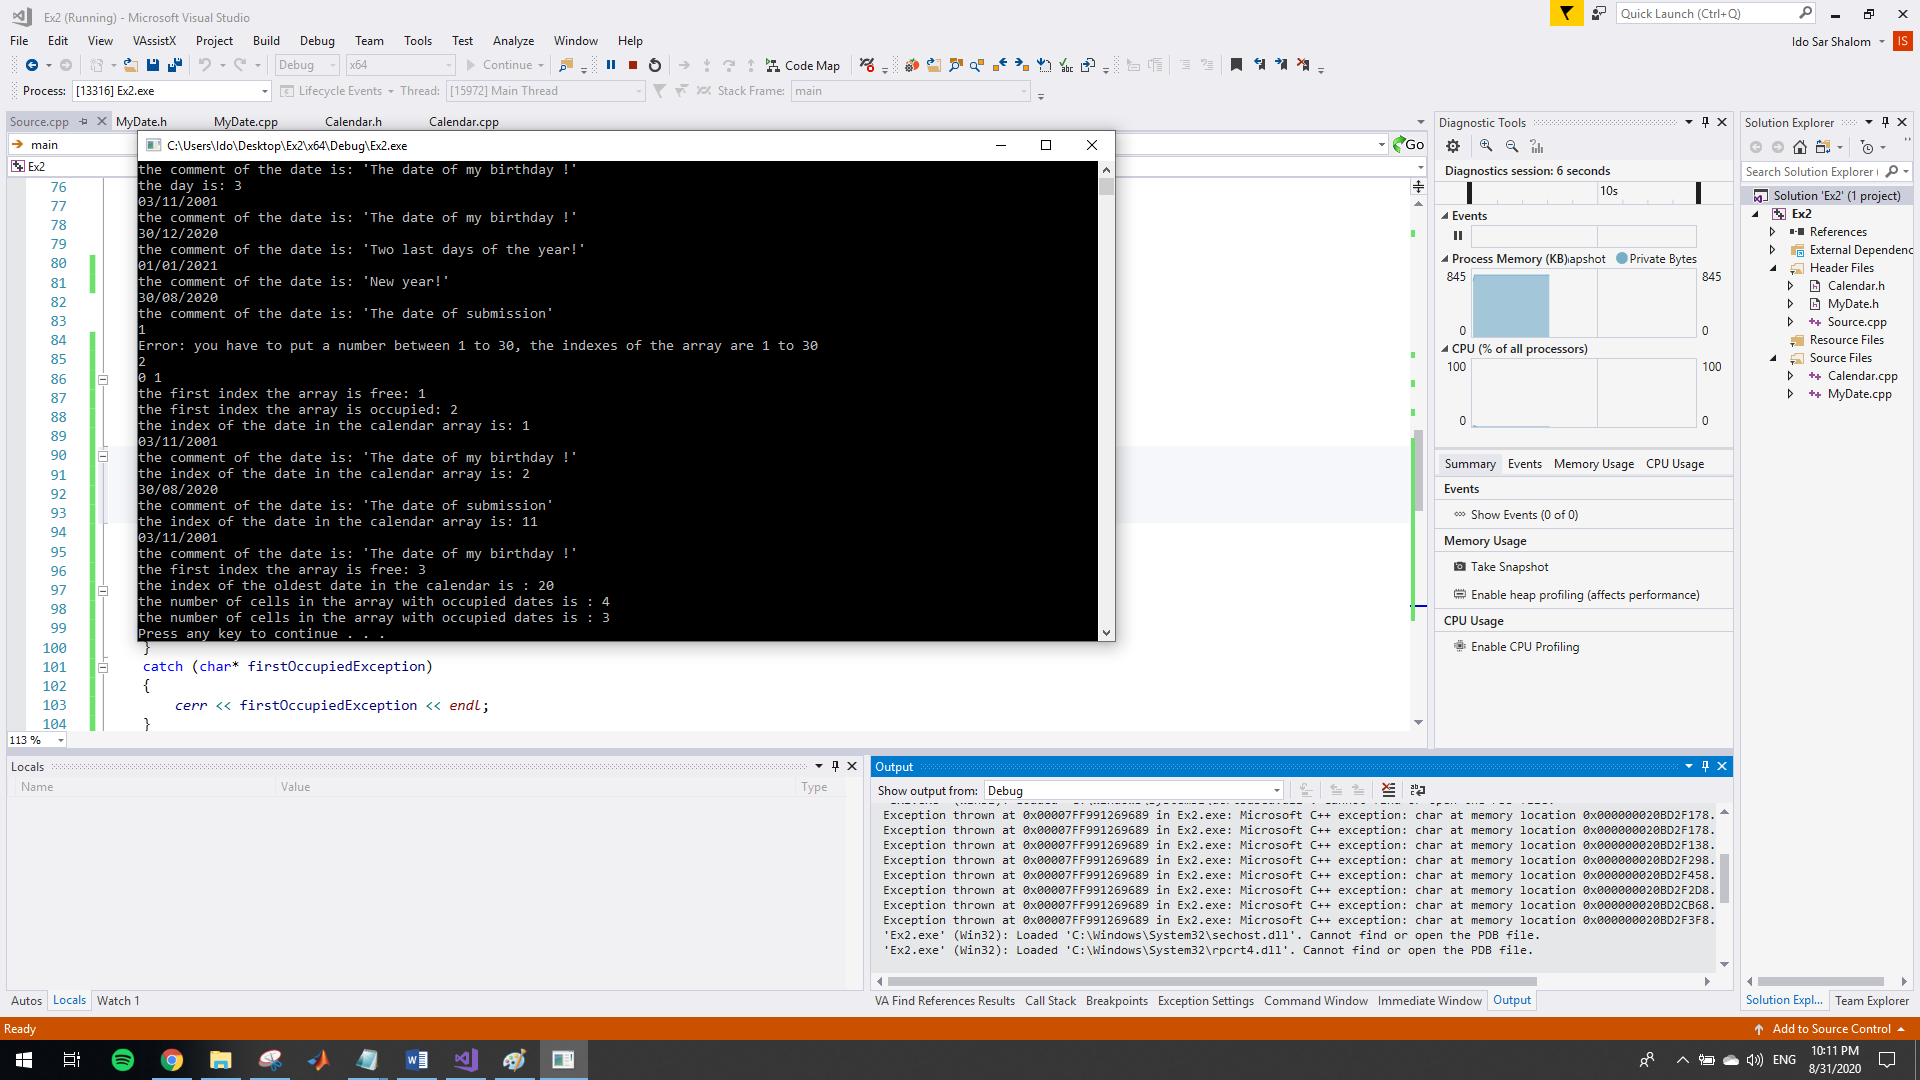 Ex2 (Running) - Microsoft Visual Studio
Quick Launch (Ctrl+Q)
File Edit View VAssistX Project Build Debug Team Tools Test Analyze Window Help
Ido Sar Shalom IS
Debug x64 Continue Code Map
Process: [13316] Ex2.exe Lifecycle Events Thread: [15972] Main Thread Stack Frame: main
Source.cpp MyDate.h MyDate.cpp Calendar.h Calendar.cpp
main
Go
Ex2
C:\Users\Ido\Desktop\Ex2\x64\Debug\Ex2.exe
the comment of the date is: 'The date of my birthday !'
the day is: 3
03/11/2001
the comment of the date is: 'The date of my birthday !'
30/12/2020
the comment of the date is: 'Two last days of the year!'
01/01/2021
the comment of the date is: 'New year!'
30/08/2020
the comment of the date is: 'The date of submission'
1
Error: you have to put a number between 1 to 30, the indexes of the array are 1 to 30
2
0 1
the first index the array is free: 1
the first index the array is occupied: 2
the index of the date in the calendar array is: 1
03/11/2001
the comment of the date is: 'The date of my birthday !'
the index of the date in the calendar array is: 2
30/08/2020
the comment of the date is: 'The date of submission'
the index of the date in the calendar array is: 11
03/11/2001
the comment of the date is: 'The date of my birthday !'
the first index the array is free: 3
the index of the oldest date in the calendar is : 20
the number of cells in the array with occupied dates is : 4
the number of cells in the array with occupied dates is : 3
Press any key to continue . . .
76
77
78
79
80
81
82
83
84
85
86
87
88
89
90
91
92
93
94
95
96
97
98
99
100 }
101 catch (char* firstOccupiedException)
102 {
103 cerr << firstOccupiedException << endl;
104 }
113 %
Diagnostic Tools
Diagnostics session: 6 seconds
10s
Events
Process Memory (KB) apshot Private Bytes
845 845
0 0
CPU (% of all processors)
100 100
0 0
Summary Events Memory Usage CPU Usage
Events
Show Events (0 of 0)
Memory Usage
Take Snapshot
Enable heap profiling (affects performance)
CPU Usage
Enable CPU Profiling
Solution Explorer
Search Solution Explorer (
Solution 'Ex2' (1 project)
Ex2
References
External Dependenc
Header Files
Calendar.h
MyDate.h
Source.cpp
Resource Files
Source Files
Calendar.cpp
MyDate.cpp
Locals
Name Value Type
Autos Locals Watch 1
Output
Show output from: Debug
Exception thrown at 0x00007FF991269689 in Ex2.exe: Microsoft C++ exception: char at memory location 0x000000020BD2F178.
Exception thrown at 0x00007FF991269689 in Ex2.exe: Microsoft C++ exception: char at memory location 0x000000020BD2F178.
Exception thrown at 0x00007FF991269689 in Ex2.exe: Microsoft C++ exception: char at memory location 0x000000020BD2F138.
Exception thrown at 0x00007FF991269689 in Ex2.exe: Microsoft C++ exception: char at memory location 0x000000020BD2F298.
Exception thrown at 0x00007FF991269689 in Ex2.exe: Microsoft C++ exception: char at memory location 0x000000020BD2F458.
Exception thrown at 0x00007FF991269689 in Ex2.exe: Microsoft C++ exception: char at memory location 0x000000020BD2F2D8.
Exception thrown at 0x00007FF991269689 in Ex2.exe: Microsoft C++ exception: char at memory location 0x000000020BD2CB68.
Exception thrown at 0x00007FF991269689 in Ex2.exe: Microsoft C++ exception: char at memory location 0x000000020BD2F3F8.
'Ex2.exe' (Win32): Loaded 'C:\Windows\System32\sechost.dll'. Cannot find or open the PDB file.
'Ex2.exe' (Win32): Loaded 'C:\Windows\System32\rpcrt4.dll'. Cannot find or open the PDB file.
VA Find References Results Call Stack Breakpoints Exception Settings Command Window Immediate Window Output
Solution Expl... Team Explorer
Ready
Add to Source Control
ENG
10:11 PM
8/31/2020